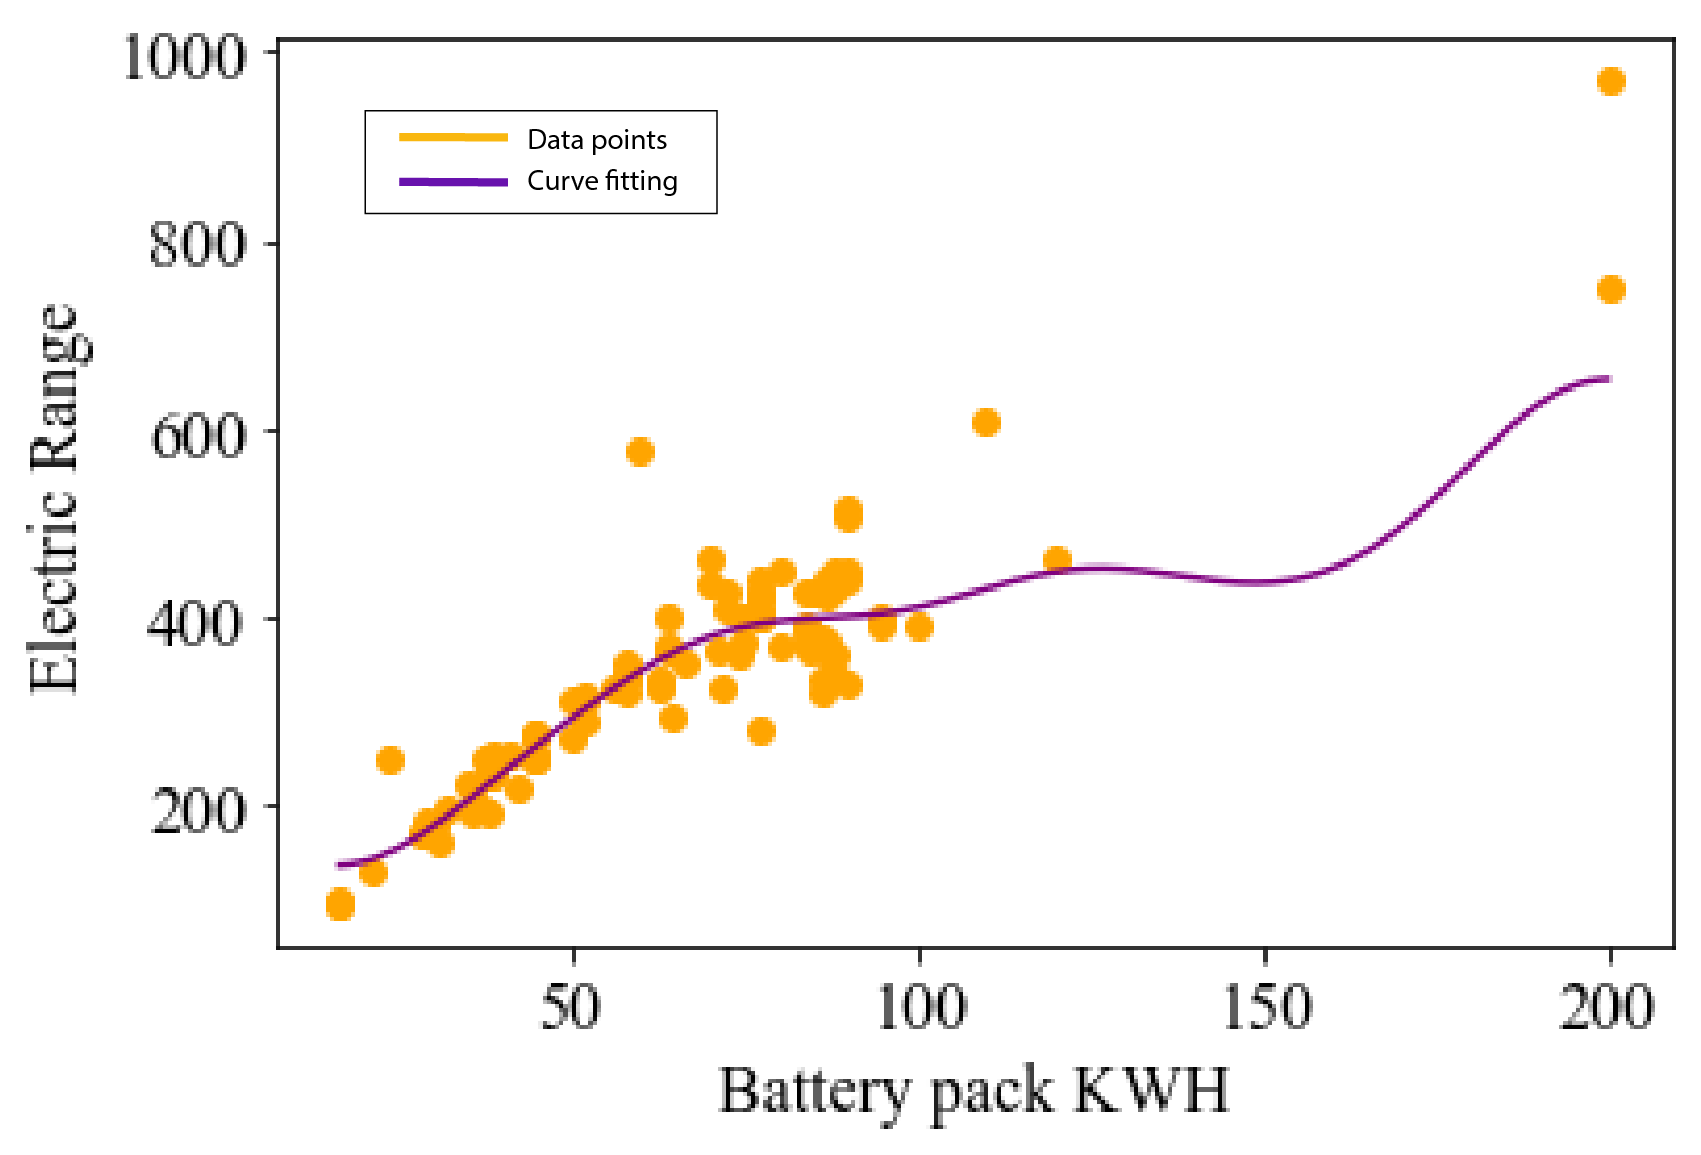 1000
800
600
400
200
Electric Range
Data points
Curve fitting
50 100 150 200
Battery pack KWH